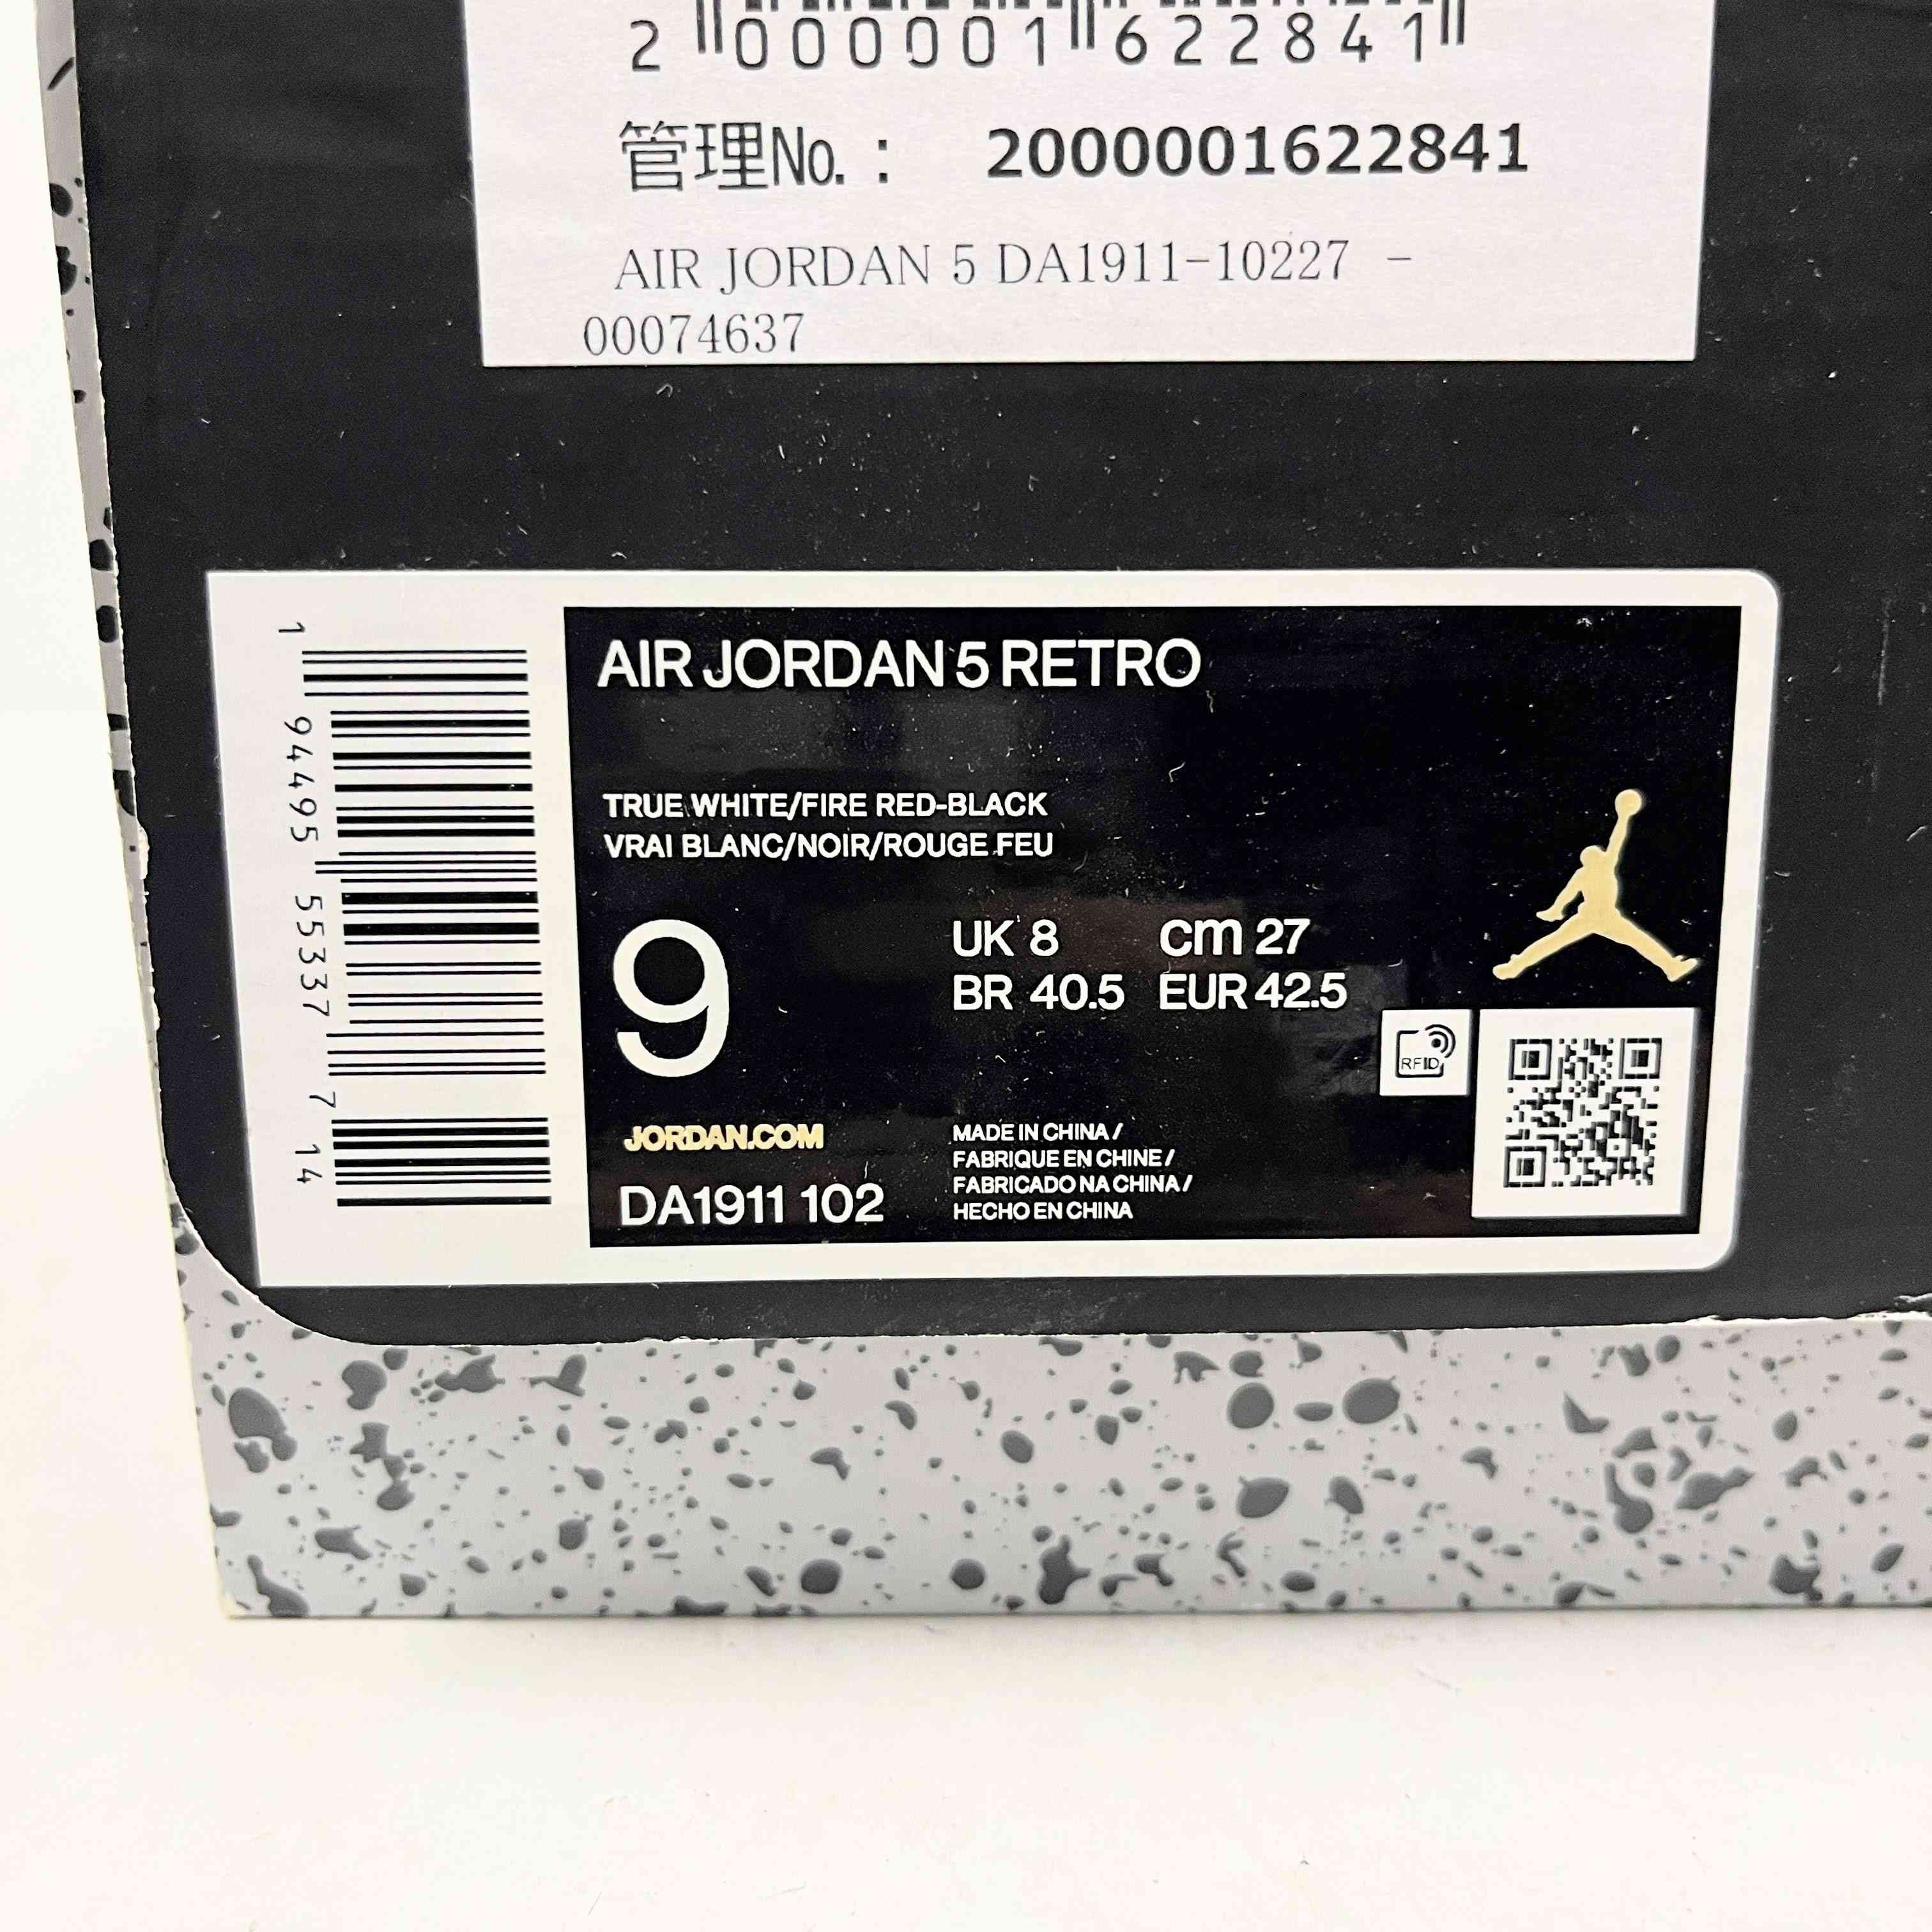 2 000001 622841
管理No.： 2000001622841
AIR JORDAN 5 DA1911-10227 -
00074637
1 94495 55337 7 14
AIR JORDAN 5 RETRO
TRUE WHITE/FIRE RED-BLACK
VRAI BLANC/NOIR/ROUGE FEU
9
UK 8 cm 27
BR 40.5 EUR 42.5
RFID
JORDAN.COM
DA1911 102
MADE IN CHINA /
FABRIQUE EN CHINE /
FABRICADO NA CHINA /
HECHO EN CHINA